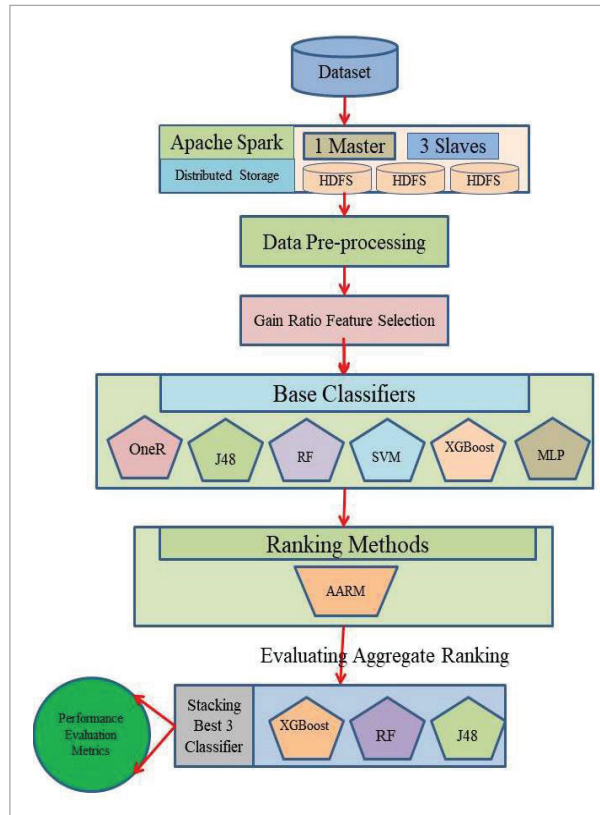 Dataset
Apache Spark
1 Master
3 Slaves
Distributed Storage
HDFS
HDFS
HDFS
Data Pre-processing
Gain Ratio Feature Selection
Base Classifiers
OneR
J48
RF
SVM
XGBoost
MLP
Ranking Methods
AARM
Evaluating Aggregate Ranking
Performance
Evaluation
Metrics
Stacking
Best 3
Classifier
XGBoost
RF
J48